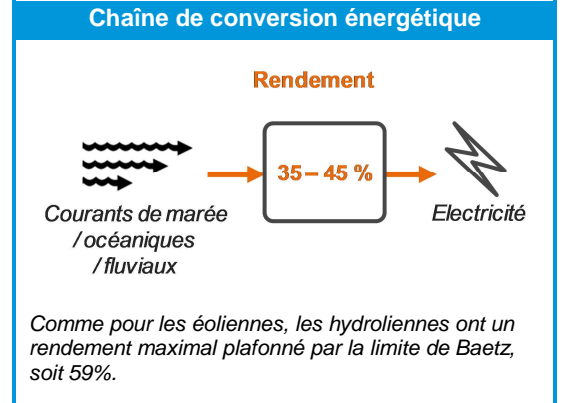 Chaîne de conversion énergétique
Rendement
35 – 45 %
Courants de marée
/ océaniques
/ fluviaux
Electricité
Comme pour les éoliennes, les hydroliennes ont un
rendement maximal plafonné par la limite de Baetz,
soit 59%.